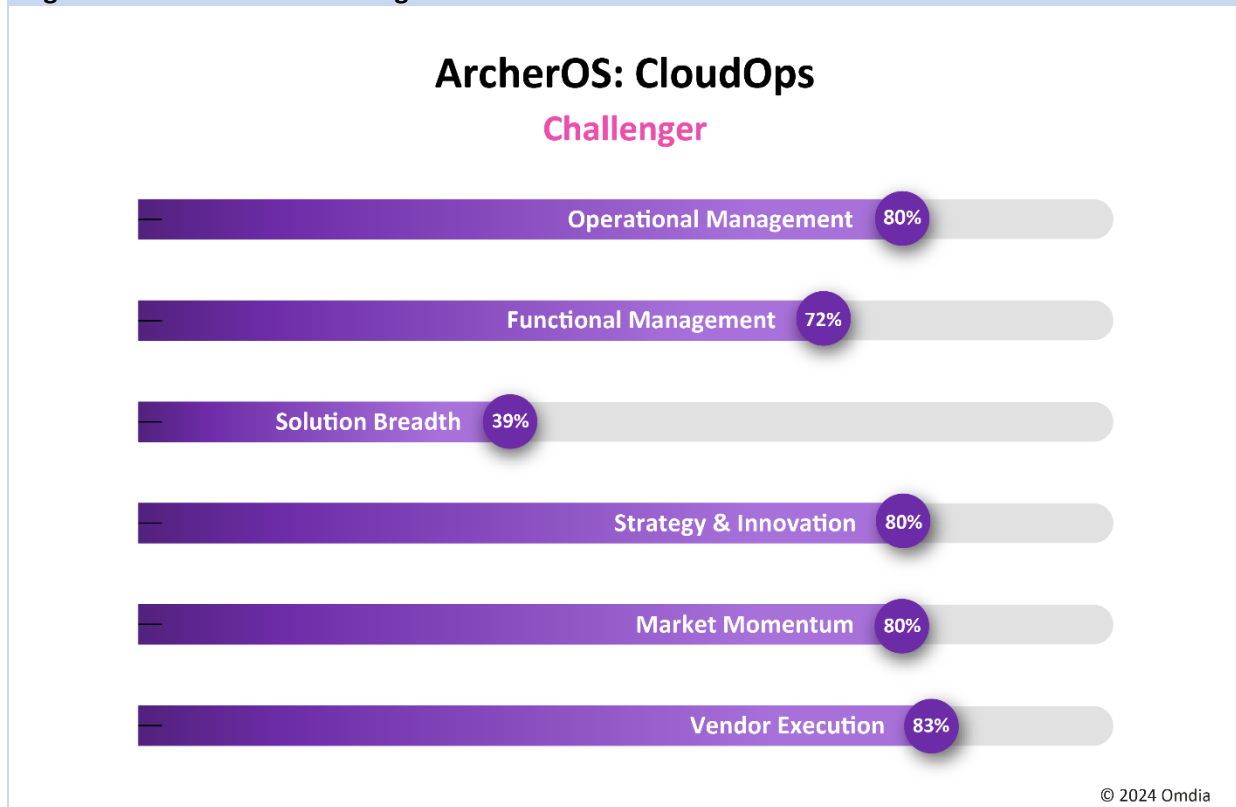 ArcherOS: CloudOps
Challenger
Operational Management 80%
Functional Management 72%
Solution Breadth 39%
Strategy & Innovation 80%
Market Momentum 80%
Vendor Execution 83%
© 2024 Omdia